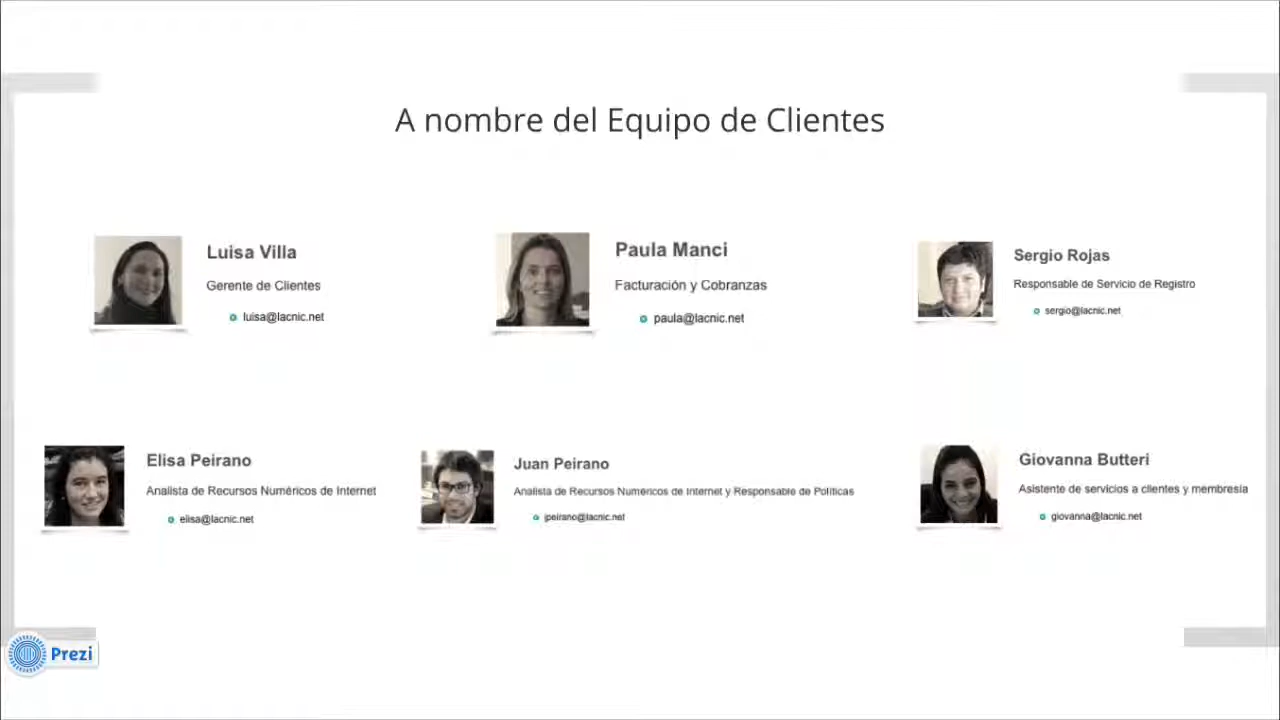 A nombre del Equipo de Clientes
Luisa Villa
Gerente de Clientes
luisa@lacnic.net
Paula Manci
Facturación y Cobranzas
paula@lacnic.net
Sergio Rojas
Responsable de Servicio de Registro
sergio@lacnic.net
Elisa Peirano
Analista de Recursos Numéricos de Internet
elisa@lacnic.net
Juan Peirano
Analista de Recursos Numéricos de Internet y Responsable de Políticas
jpeirano@lacnic.net
Giovanna Butteri
Asistente de servicios a clientes y membresía
giovanna@lacnic.net
Prezi